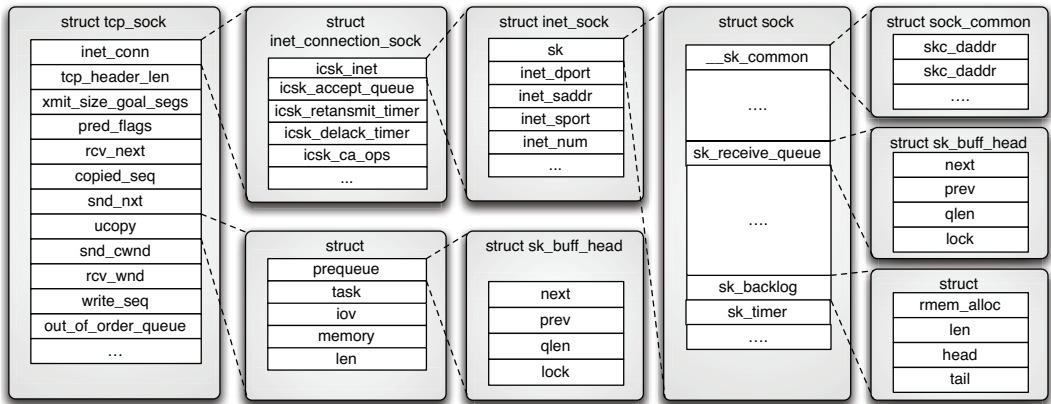 struct tcp_sock
inet_conn
tcp_header_len
xmit_size_goal_segs
pred_flags
rcv_next
copied_seq
snd_nxt
ucopy
snd_cwnd
rcv_wnd
write_seq
out_of_order_queue
...
struct
inet_connection_sock
icsk_inet
icsk_accept_queue
icsk_retansmit_timer
icsk_delack_timer
icsk_ca_ops
...
struct inet_sock
sk
inet_dport
inet_saddr
inet_sport
inet_num
...
struct
prequeue
task
iov
memory
len
struct sk_buff_head
next
prev
qlen
lock
struct sock
__sk_common
....
sk_receive_queue
....
sk_backlog
sk_timer
....
struct sock_common
skc_daddr
skc_daddr
....
struct sk_buff_head
next
prev
qlen
lock
struct
rmem_alloc
len
head
tail